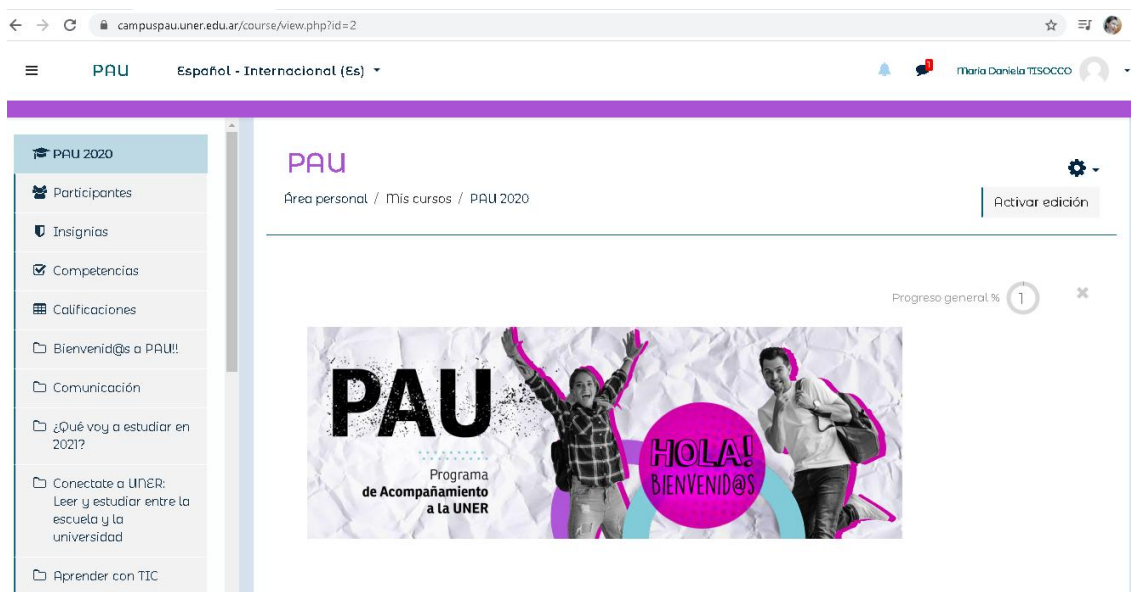 campuspau.uner.edu.ar/course/view.php?id=2
PAU
Español - Internacional (Es)
1
María Daniela TISOCCO
PAU 2020
Participantes
Insignias
Competencias
Calificaciones
Bienvenid@s a PAU!!
Comunicación
¿Qué voy a estudiar en
2021?
Conectate a UNER:
Leer y estudiar entre la
escuela y la
universidad
Aprender con TIC
PAU
Área personal / Mis cursos / PAU 2020
Activar edición
Progreso general % 1
PAU
Programa
de Acompañamiento
a la UNER
HOLA!
BIENVENID@S